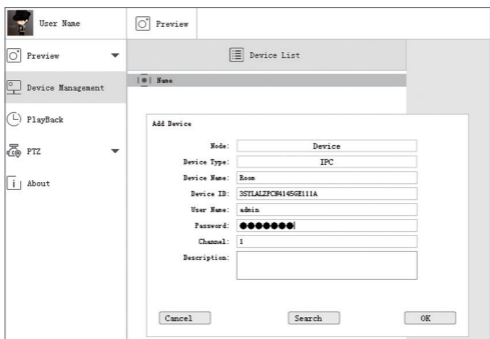 User Name
Preview
Preview
Device List
Device Management
Name
PlayBack
PTZ
About
Add Device
Node: Device
Device Type: IPC
Device Name: Room
Device ID:
User Name: admin
Password: ●●●●●●●
Channel: 1
Description:
Cancel Search OK